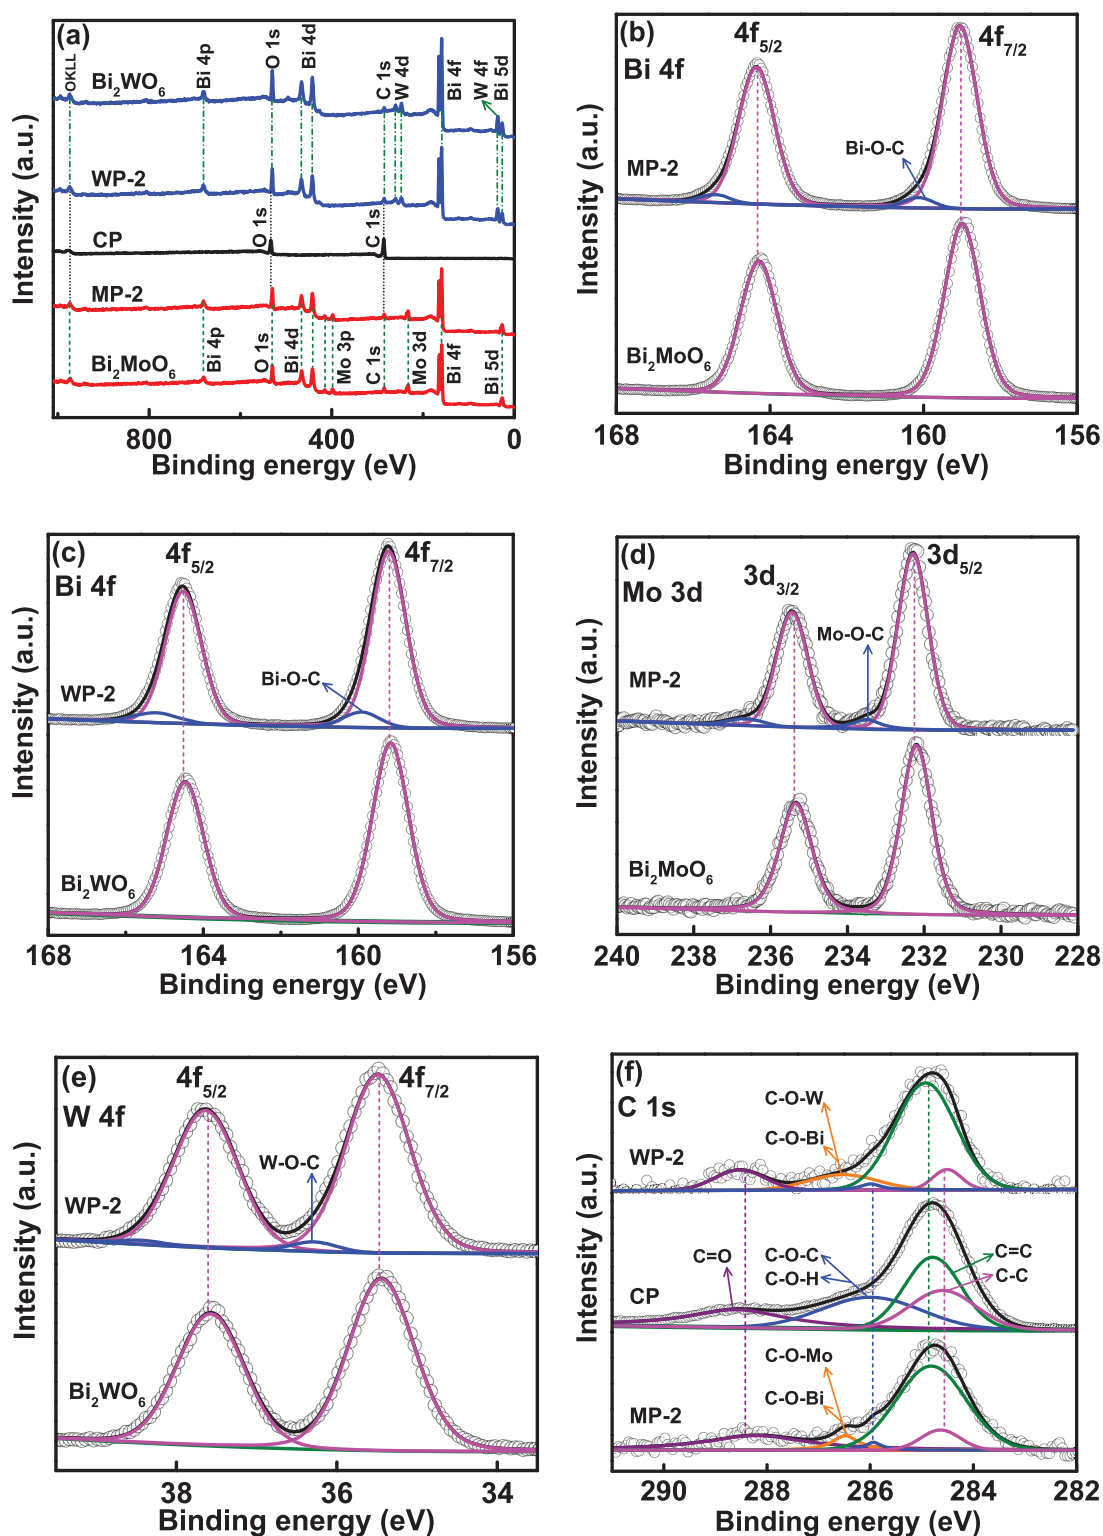 (a)
OKLL
Bi 4p
O 1s
Bi 4d
C 1s
W 4d
Bi 4f
W 4f
Bi 5d
Bi₂WO₆
WP-2
O 1s
C 1s
CP
MP-2
Bi₂MoO₆
Bi 4p
O 1s
Bi 4d
Mo 3p
C 1s
Mo 3d
Bi 4f
Bi 5d
800 400 0
Binding energy (eV)
Intensity (a.u.)
(b)
Bi 4f
4f₅/₂
4f₇/₂
MP-2
Bi-O-C
Bi₂MoO₆
168 164 160 156
Binding energy (eV)
Intensity (a.u.)
(c)
Bi 4f
4f₅/₂
4f₇/₂
WP-2
Bi-O-C
Bi₂WO₆
168 164 160 156
Binding energy (eV)
Intensity (a.u.)
(d)
Mo 3d
3d₃/₂
3d₅/₂
MP-2
Mo-O-C
Bi₂MoO₆
240 238 236 234 232 230 228
Binding energy (eV)
Intensity (a.u.)
(e)
W 4f
4f₅/₂
4f₇/₂
WP-2
W-O-C
Bi₂WO₆
38 36 34
Binding energy (eV)
Intensity (a.u.)
(f)
C 1s
C-O-W
C-O-Bi
WP-2
C=O
C-O-C
C-O-H
C=C
C-C
CP
C-O-Mo
C-O-Bi
MP-2
290 288 286 284 282
Binding energy (eV)
Intensity (a.u.)